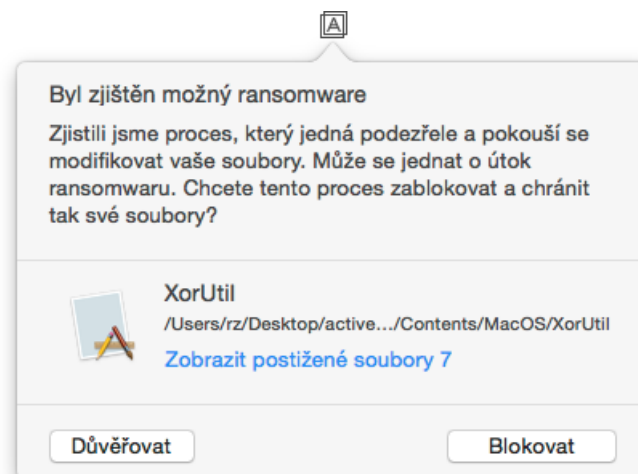 Byl zjištěn možný ransomware
Zjistili jsme proces, který jedná podezřele a pokouší se
modifikovat vaše soubory. Může se jednat o útok
ransomwaru. Chcete tento proces zablokovat a chránit
tak své soubory?
XorUtil
/Users/rz/Desktop/active.../Contents/MacOS/XorUtil
Zobrazit postižené soubory 7
Důvěřovat
Blokovat